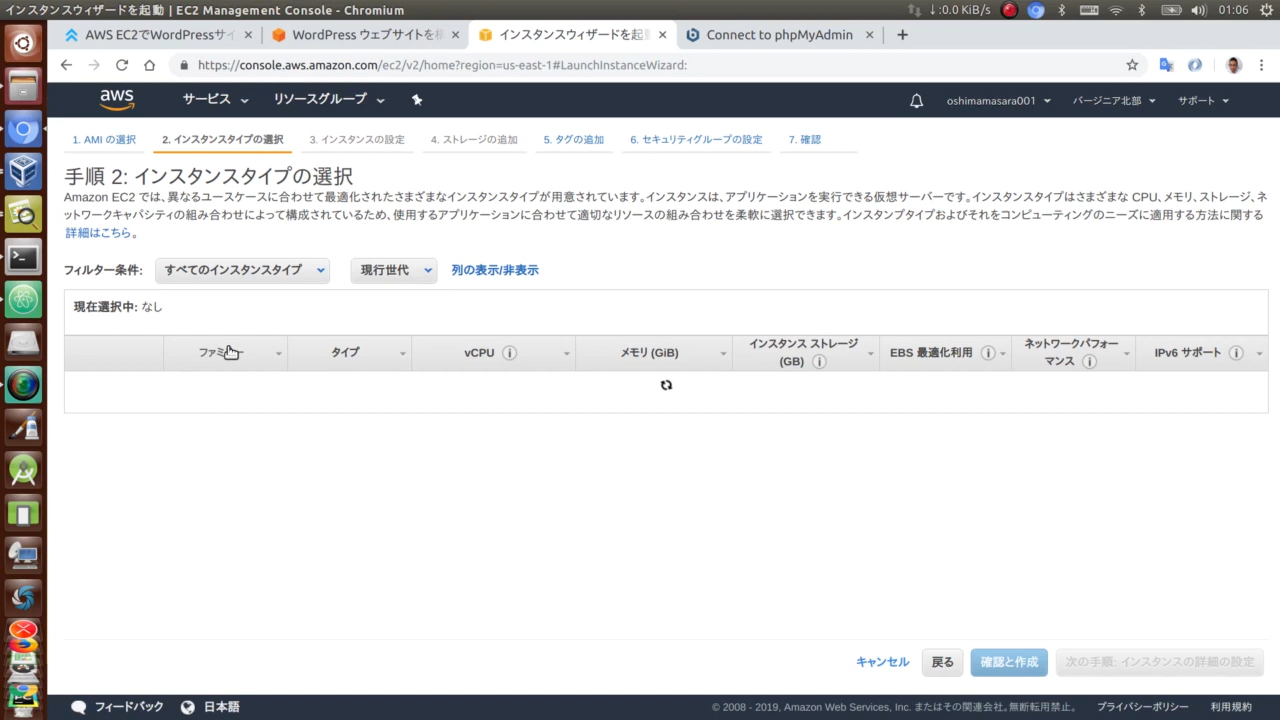 インスタンスウィザードを起動 | EC2 Management Console - Chromium
↓:0.0 KiB/s
01:06
AWS EC2でWordPressサイ
WordPress ウェブサイトを構
インスタンスウィザードを起動
Connect to phpMyAdmin
https://console.aws.amazon.com/ec2/v2/home?region=us-east-1#LaunchInstanceWizard:
aws
サービス
リソースグループ
oshimamasara001
バージニア北部
サポート
1. AMI の選択
2. インスタンスタイプの選択
3. インスタンスの設定
4. ストレージの追加
5. タグの追加
6. セキュリティグループの設定
7. 確認
手順 2: インスタンスタイプの選択
Amazon EC2 では、異なるユースケースに合わせて最適化されたさまざまなインスタンスタイプが用意されています。インスタンスは、アプリケーションを実行できる仮想サーバーです。インスタンスタイプはさまざまな CPU、メモリ、ストレージ、ネ
ットワークキャパシティの組み合わせによって構成されているため、使用するアプリケーションに合わせて適切なリソースの組み合わせを柔軟に選択できます。インスタンプタイプおよびそれをコンピューティングのニーズに適用する方法に関する
詳細はこちら。
フィルター条件:
すべてのインスタンスタイプ
現行世代
列の表示/非表示
現在選択中: なし
ファミリー
タイプ
vCPU
メモリ (GiB)
インスタンス ストレージ
(GB)
EBS 最適化利用
ネットワークパフォー
マンス
IPv6 サポート
キャンセル
戻る
確認と作成
次の手順: インスタンスの詳細の設定
フィードバック
日本語
© 2008 - 2019, Amazon Web Services, Inc. またはその関連会社。無断転用禁止。
プライバシーポリシー
利用規約